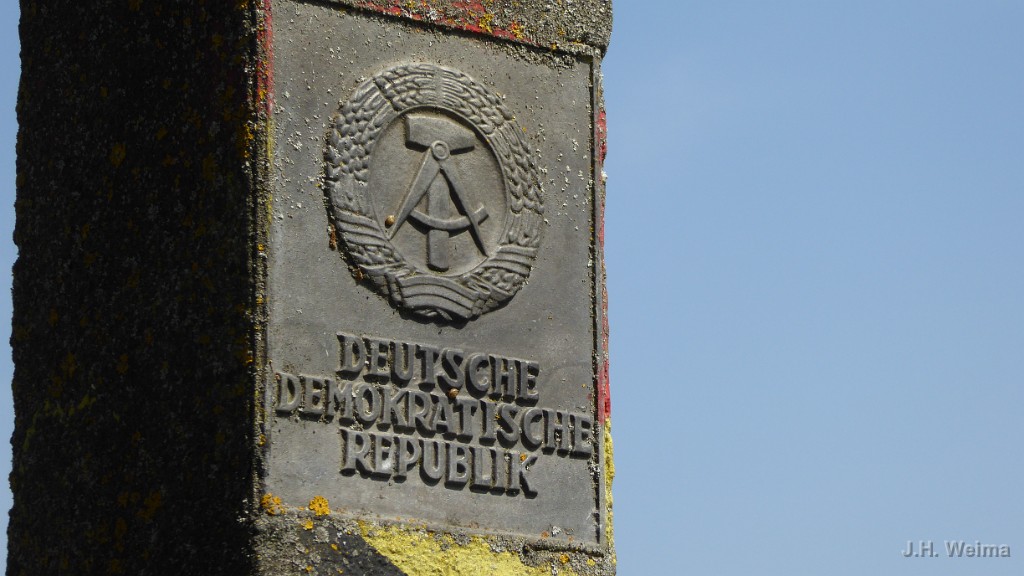 DEUTSCHE
DEMOKRATISCHE
REPUBLIK
J.H. Weima